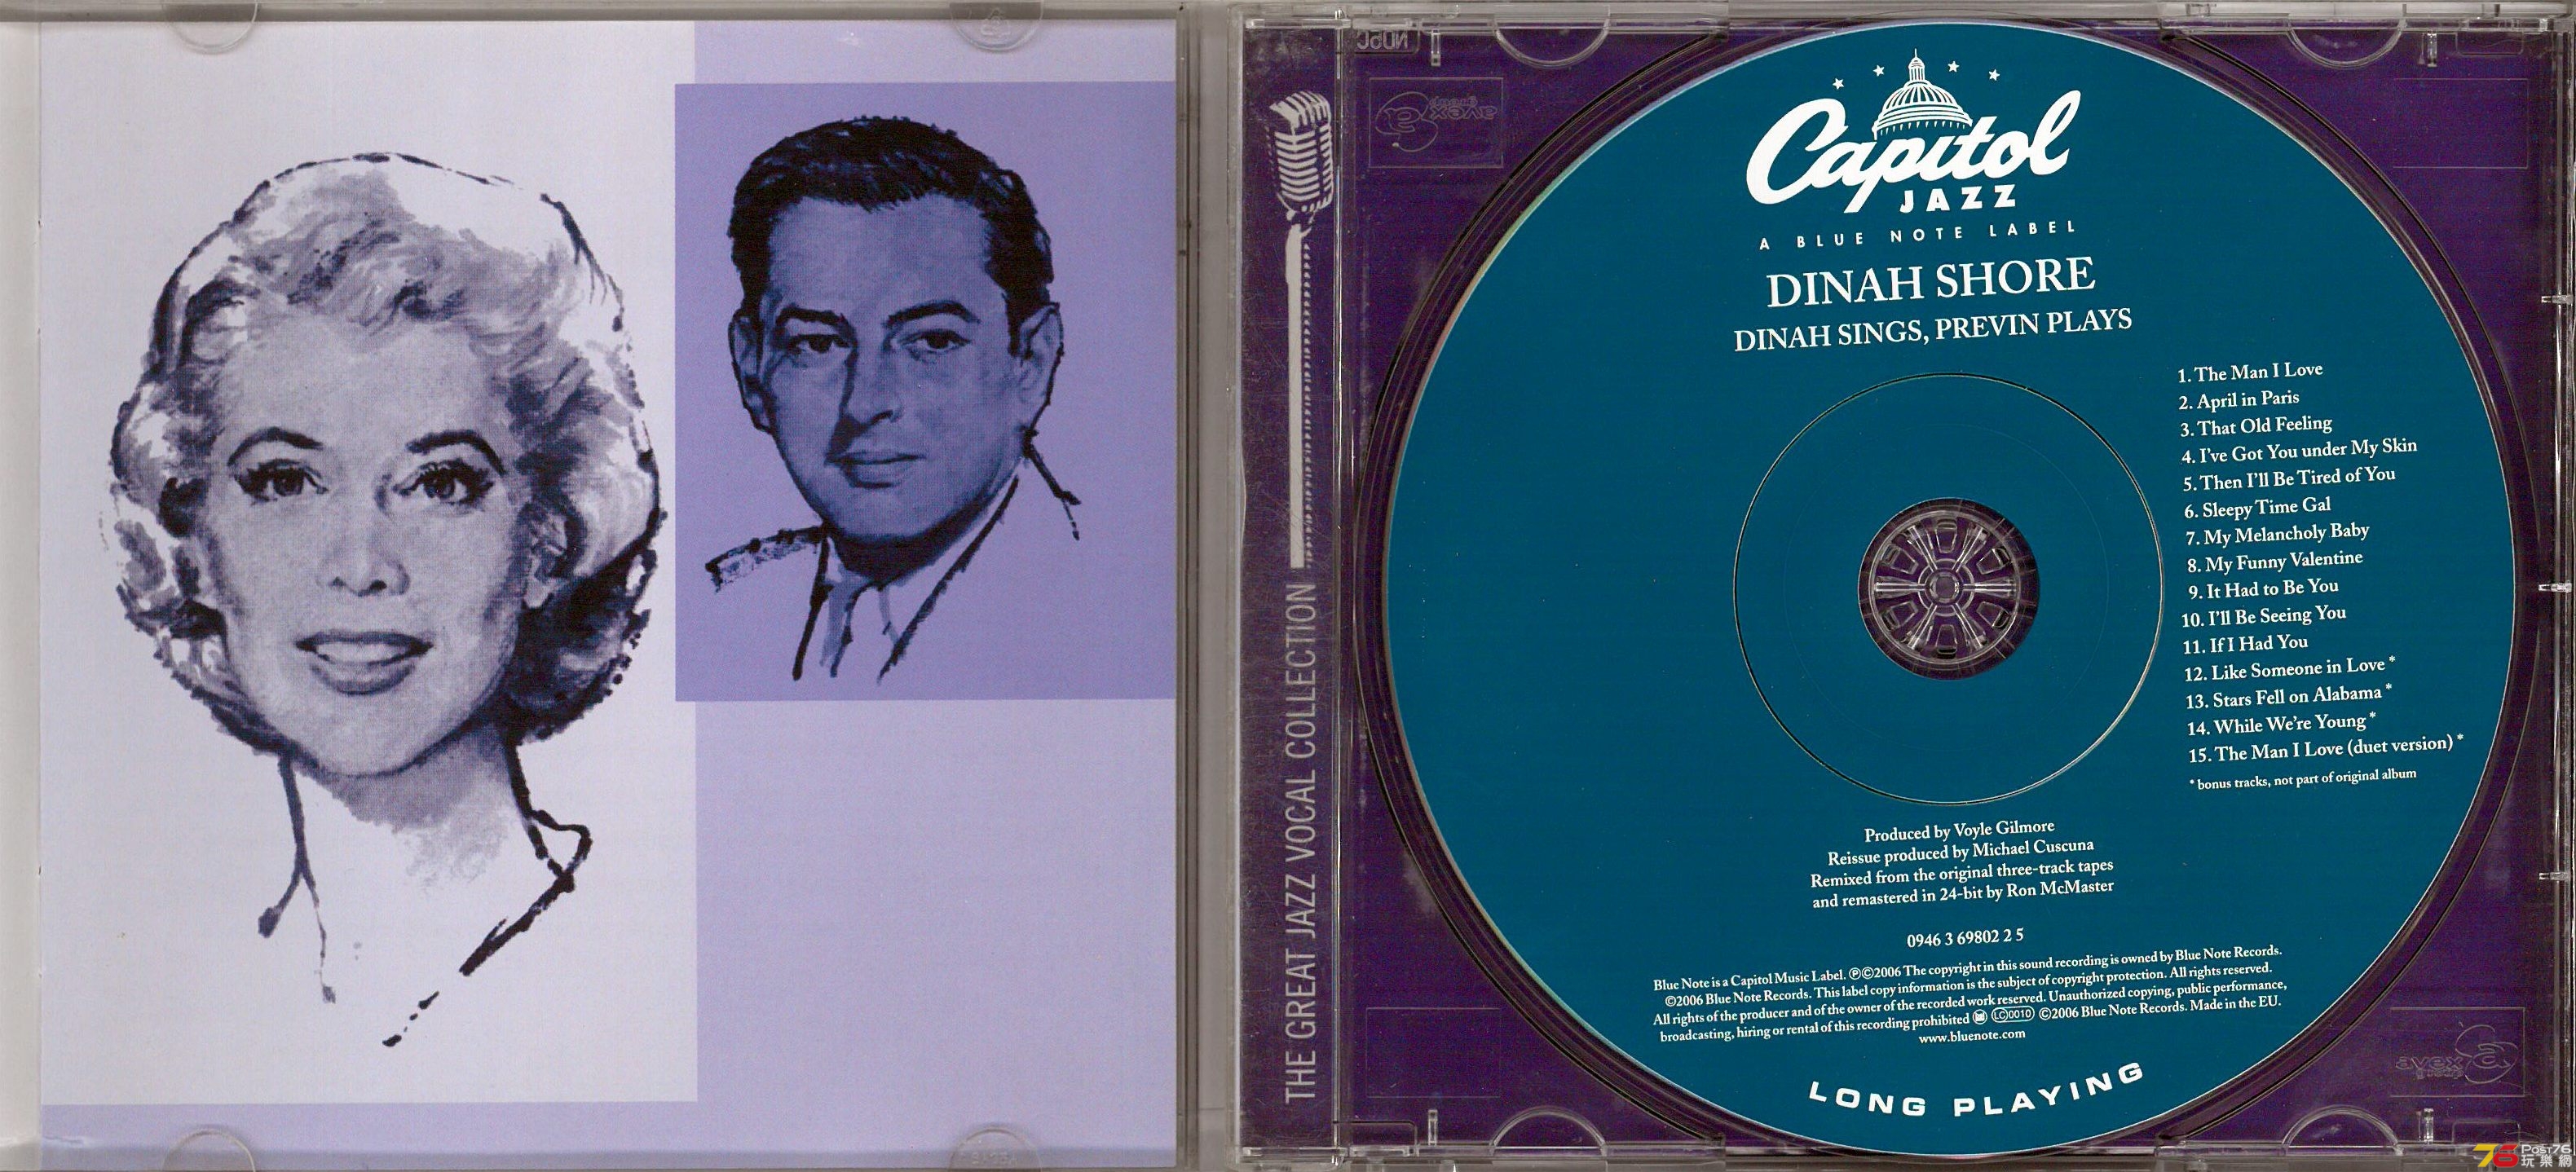 THE GREAT JAZZ VOCAL COLLECTION
Capitol
JAZZ
A BLUE NOTE LABEL
DINAH SHORE
DINAH SINGS, PREVIN PLAYS
1. The Man I Love
2. April in Paris
3. That Old Feeling
4. I've Got You under My Skin
5. Then I'll Be Tired of You
6. Sleepy Time Gal
7. My Melancholy Baby
8. My Funny Valentine
9. It Had to Be You
10. I'll Be Seeing You
11. If I Had You
12. Like Someone in Love *
13. Stars Fell on Alabama *
14. While We're Young *
15. The Man I Love (duet version) *
* bonus tracks, not part of original album
Produced by Voyle Gilmore
Reissue produced by Michael Cuscuna
Remixed from the original three-track tapes
and remastered in 24-bit by Ron McMaster
0946 3 69802 2 5
Blue Note is a Capitol Music Label. ℗©2006 The copyright in this sound recording is owned by Blue Note Records.
©2006 Blue Note Records. This label copy information is the subject of copyright protection. All rights reserved.
All rights of the producer and of the owner of the recorded work reserved. Unauthorized copying, public performance,
broadcasting, hiring or rental of this recording prohibited LC0010 ©2006 Blue Note Records. Made in the EU.
www.bluenote.com
LONG PLAYING
avex
76 Post76
玩樂網